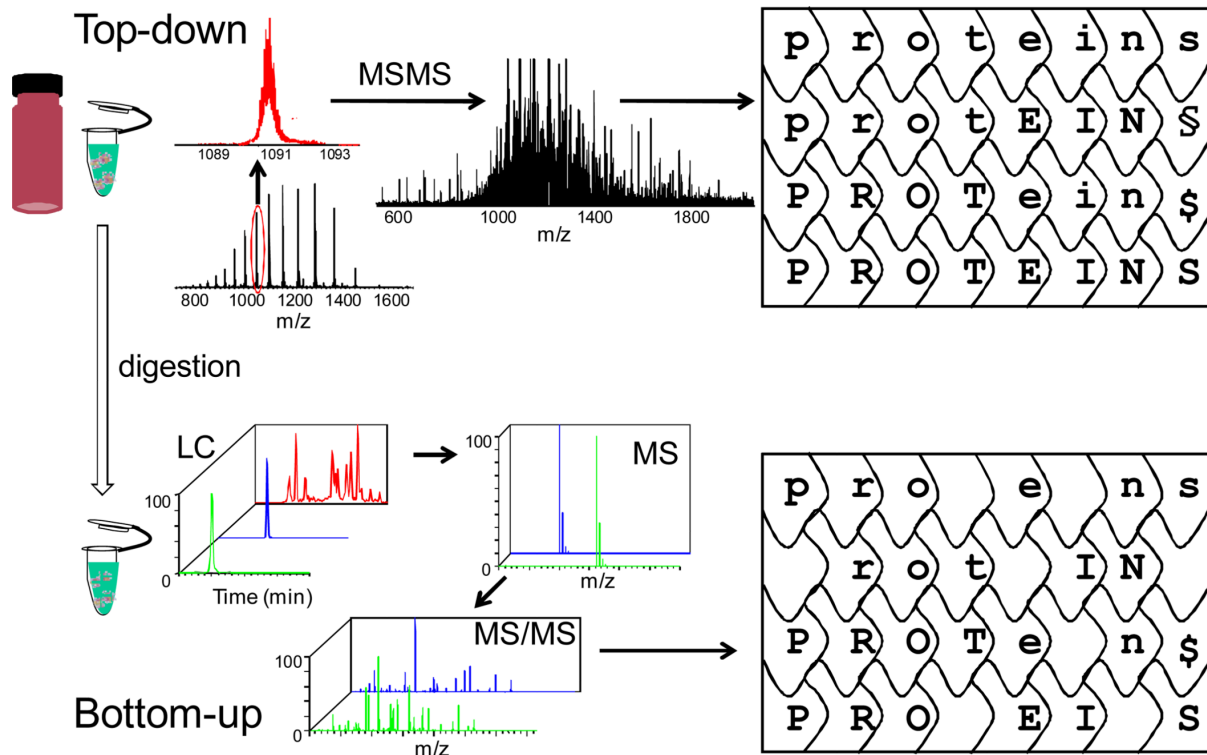 Top-down
MSMS
1089 1091 1093
800 1000 1200 1400 1600
m/z
600 1000 1400 1800
m/z
p r o t e i n s
p r o t E I N §
P R O T e i n $
P R O T E I N S
digestion
LC
100
0
Time (min)
MS
100
0
m/z
MS/MS
100
0
m/z
Bottom-up
p r o e n s
r o t I N
P R O T e n $
P R O E I S